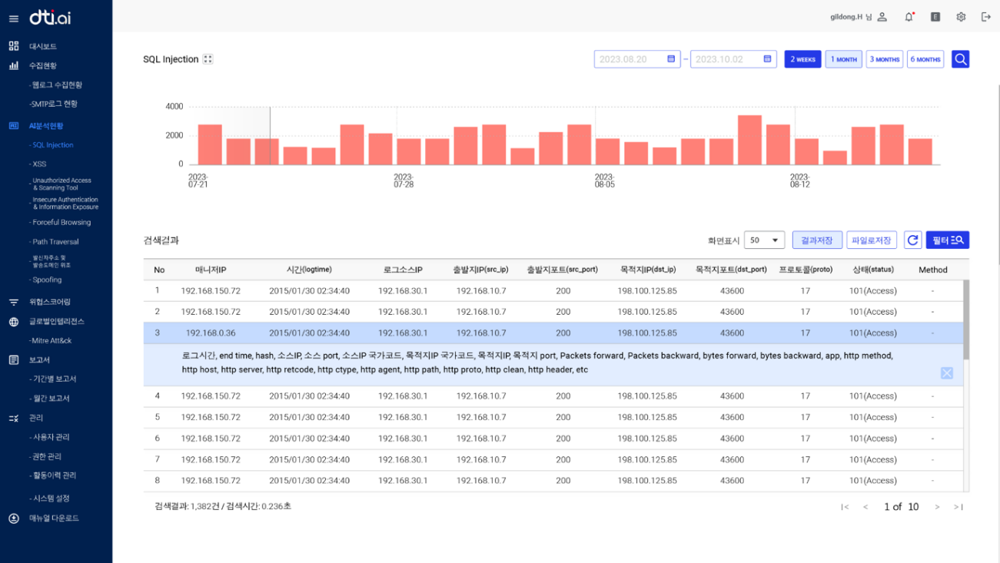 dti.ai
gildong.H 님
E
대시보드
수집현황
- 웹로그 수집현황
-SMTP로그 현황
AI분석현황
- SQL Injection
- XSS
- Unauthorized Access
& Scanning Tool
- Insecure Authentication
& Information Exposure
- Forceful Browsing
- Path Traversal
- 발신자주소 및
발송도메인 위조
- Spoofing
위협스코어링
글로벌인텔리전스
-Mitre Att&ck
보고서
- 기간별 보고서
- 월간 보고서
관리
- 사용자 관리
- 권한 관리
- 활동이력 관리
- 시스템 설정
매뉴얼 다운로드
SQL Injection
2023.08.20 – 2023.10.02 2 WEEKS 1 MONTH 3 MONTHS 6 MONTHS
4000
2000
0
2023-
07-21
2023-
07-28
2023-
08-05
2023-
08-12
검색결과
화면표시 50 결과저장 파일로저장 필터
No 매니저IP 시간(logtime) 로그소스IP 출발지IP(src_ip) 출발지포트(src_port) 목적지IP(dst_ip) 목적지포트(dst_port) 프로토콜(proto) 상태(status) Method
1 192.168.150.72 2015/01/30 02:34:40 192.168.30.1 192.168.10.7 200 198.100.125.85 43600 17 101(Access) -
2 192.168.150.72 2015/01/30 02:34:40 192.168.30.1 192.168.10.7 200 198.100.125.85 43600 17 101(Access) -
3 192.168.0.36 2015/01/30 02:34:40 192.168.30.1 192.168.10.7 200 198.100.125.85 43600 17 101(Access) -
로그시간, end time, hash, 소스IP, 소스 port, 소스IP 국가코드, 목적지IP 국가코드, 목적지IP, 목적지 port, Packets forward, Packets backward, bytes forward, bytes backward, app, http method,
http host, http server, http retcode, http ctype, http agent, http path, http proto, http clean, http header, etc
4 192.168.150.72 2015/01/30 02:34:40 192.168.30.1 192.168.10.7 200 198.100.125.85 43600 17 101(Access) -
5 192.168.150.72 2015/01/30 02:34:40 192.168.30.1 192.168.10.7 200 198.100.125.85 43600 17 101(Access) -
6 192.168.150.72 2015/01/30 02:34:40 192.168.30.1 192.168.10.7 200 198.100.125.85 43600 17 101(Access) -
7 192.168.150.72 2015/01/30 02:34:40 192.168.30.1 192.168.10.7 200 198.100.125.85 43600 17 101(Access) -
8 192.168.150.72 2015/01/30 02:34:40 192.168.30.1 192.168.10.7 200 198.100.125.85 43600 17 101(Access) -
검색결과: 1,382건 / 검색시간: 0.236초
|< < 1 of 10 > >|